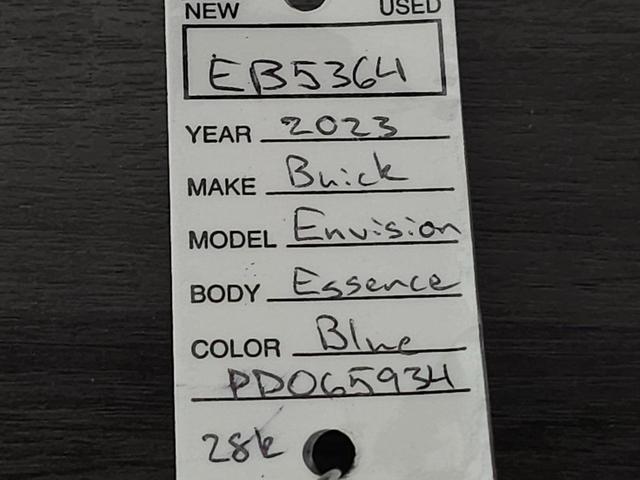 NEW USED
EB5364
YEAR 2023
MAKE Buick
MODEL Envision
BODY Essence
COLOR Blue
PD065934
28k